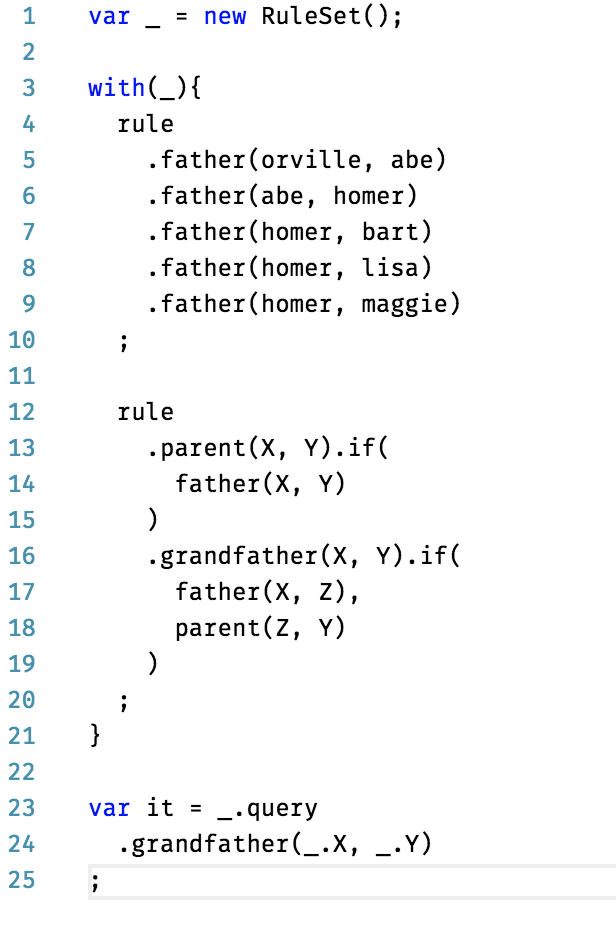 1 var _ = new RuleSet();
2
3 with(_){
4   rule
5     .father(orville, abe)
6     .father(abe, homer)
7     .father(homer, bart)
8     .father(homer, lisa)
9     .father(homer, maggie)
10   ;
11
12   rule
13     .parent(X, Y).if(
14       father(X, Y)
15     )
16     .grandfather(X, Y).if(
17       father(X, Z),
18       parent(Z, Y)
19     )
20   ;
21 }
22
23 var it = _.query
24   .grandfather(_.X, _.Y)
25 ;